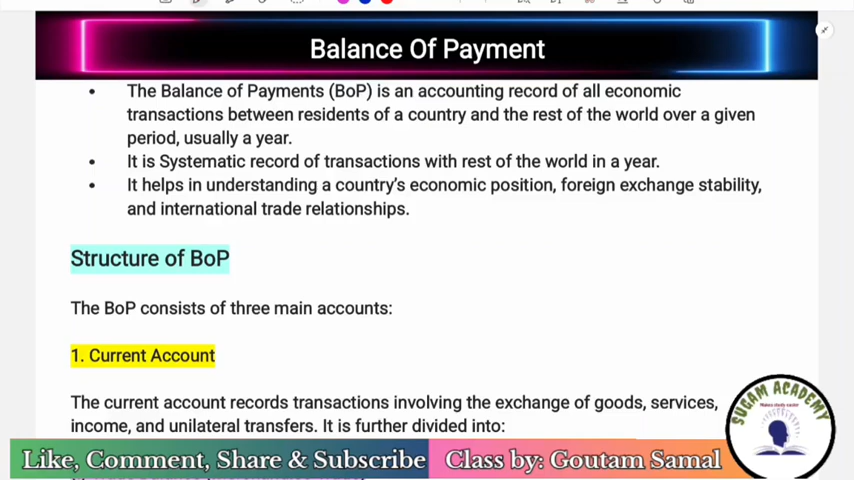 Balance Of Payment
• The Balance of Payments (BoP) is an accounting record of all economic
transactions between residents of a country and the rest of the world over a given
period, usually a year.
• It is Systematic record of transactions with rest of the world in a year.
• It helps in understanding a country's economic position, foreign exchange stability,
and international trade relationships.
Structure of BoP
The BoP consists of three main accounts:
1. Current Account
The current account records transactions involving the exchange of goods, services,
income, and unilateral transfers. It is further divided into:
SUGAM ACADEMY
Like, Comment, Share & Subscribe
Class by: Goutam Samal